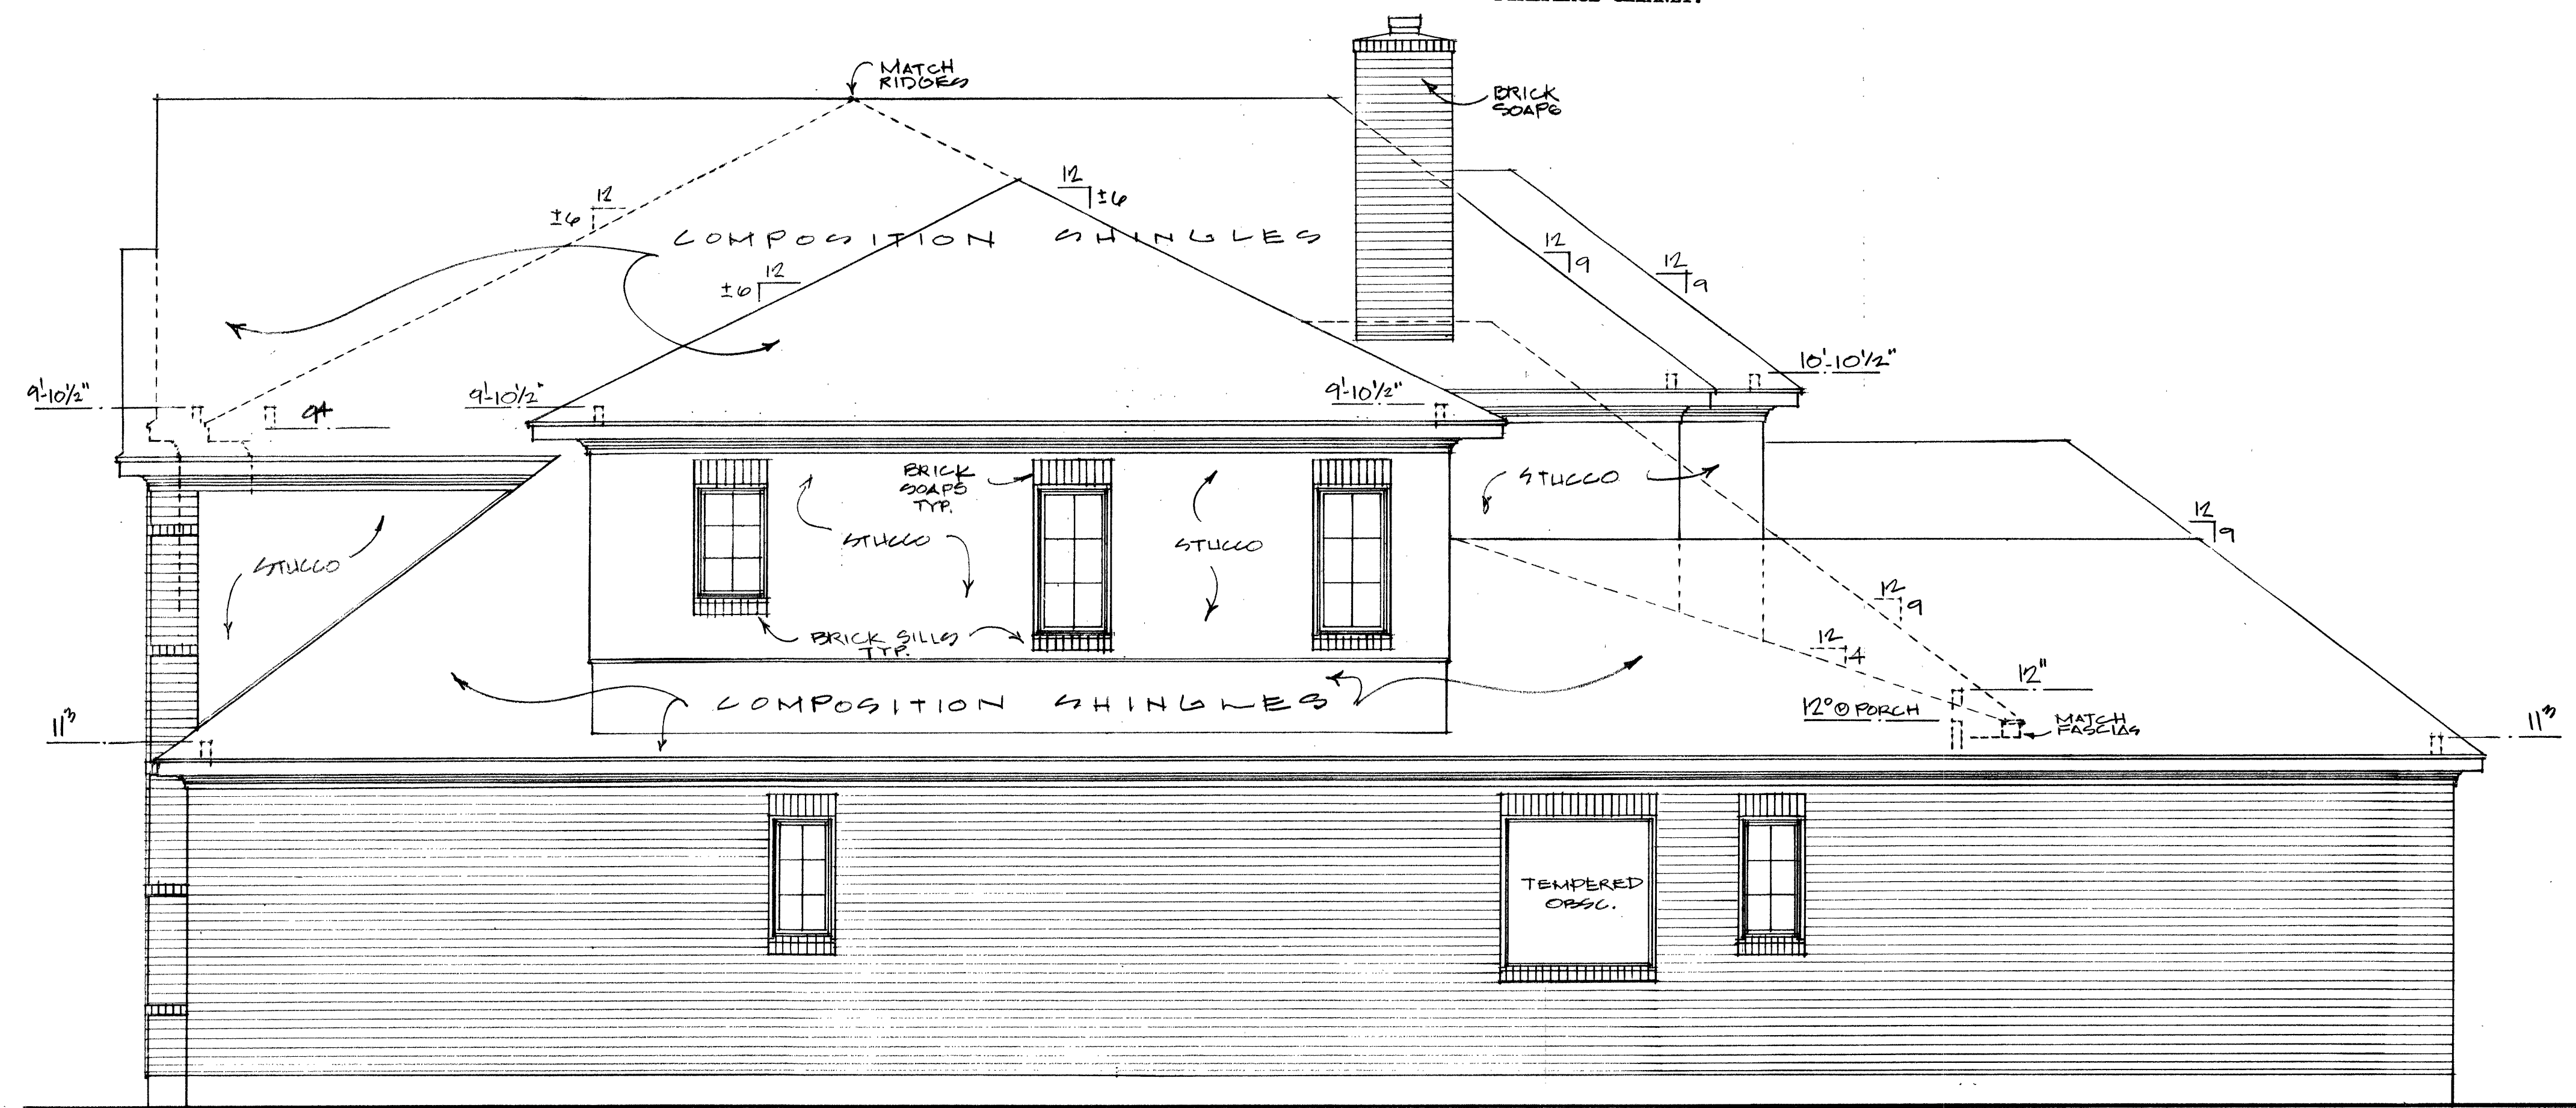 MATCH
RIDGES
BRICK
SOAPS
12
±6
12
±6
COMPOSITION SHINGLES
12
±6
12
9
12
9
10'-10½"
9'-10½"
9⁴
9'-10½"
9'-10½"
BRICK
SOAPS
TYP.
STUCCO
STUCCO
STUCCO
STUCCO
12
9
BRICK SILLS
TYP.
12
9
12
4
12"
COMPOSITION SHINGLES
12⁰ @ PORCH
MATCH
FASCIAS
11³
11³
TEMPERED
OBSC.